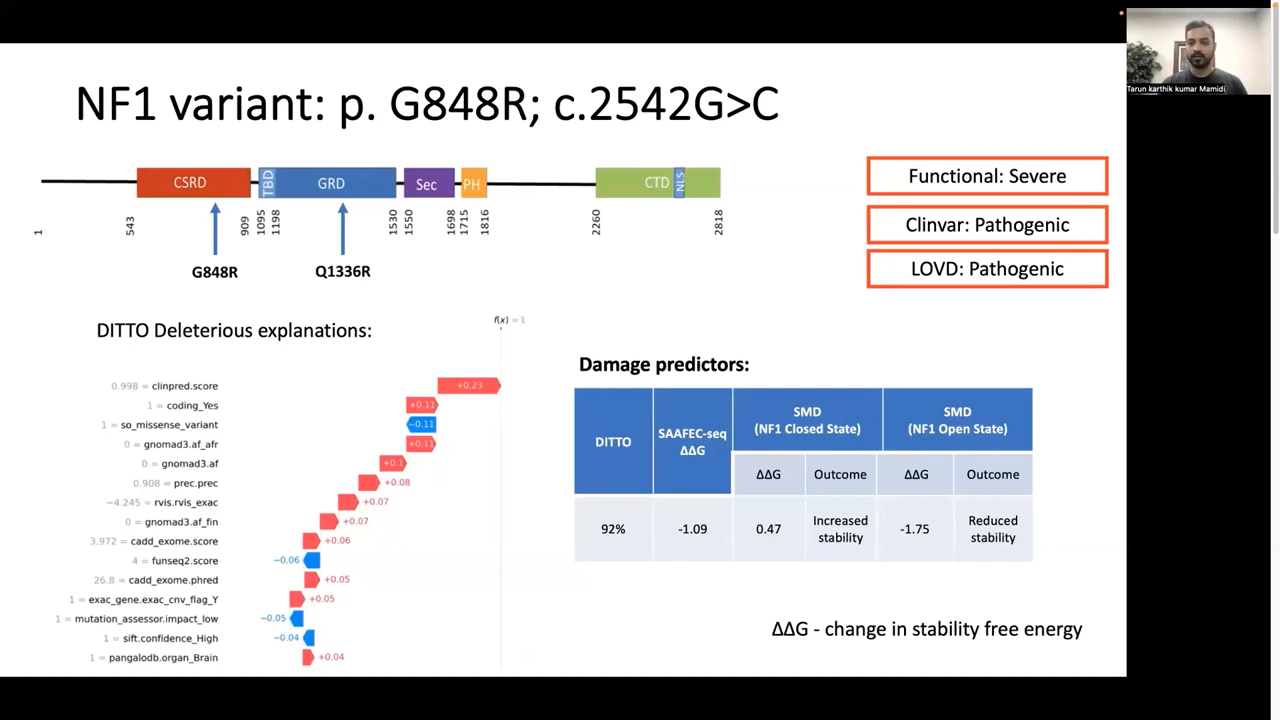 Tarun karthik kumar Mamidi
NF1 variant: p. G848R; c.2542G>C
CSRD TBD GRD Sec PH CTD NLS
1 543 909 1095 1198 1530 1550 1698 1715 1816 2260 2818
G848R Q1336R
Functional: Severe
Clinvar: Pathogenic
LOVD: Pathogenic
DITTO Deleterious explanations:
f(x) = 1
0.998 = clinpred.score +0.23
1 = coding_Yes +0.11
1 = so_missense_variant −0.11
0 = gnomad3.af_afr +0.11
0 = gnomad3.af +0.1
0.908 = prec.prec +0.08
−4.245 = rvis.rvis_exac +0.07
0 = gnomad3.af_fin +0.07
3.972 = cadd_exome.score +0.06
4 = funseq2.score −0.06
26.8 = cadd_exome.phred +0.05
1 = exac_gene.exac_cnv_flag_Y +0.05
1 = mutation_assessor.impact_low −0.05
1 = sift.confidence_High −0.04
1 = pangalodb.organ_Brain +0.04
Damage predictors:
DITTO
SAAFEC-seq
ΔΔG
SMD
(NF1 Closed State)
SMD
(NF1 Open State)
ΔΔG Outcome ΔΔG Outcome
92% -1.09 0.47 Increased stability -1.75 Reduced stability
ΔΔG - change in stability free energy